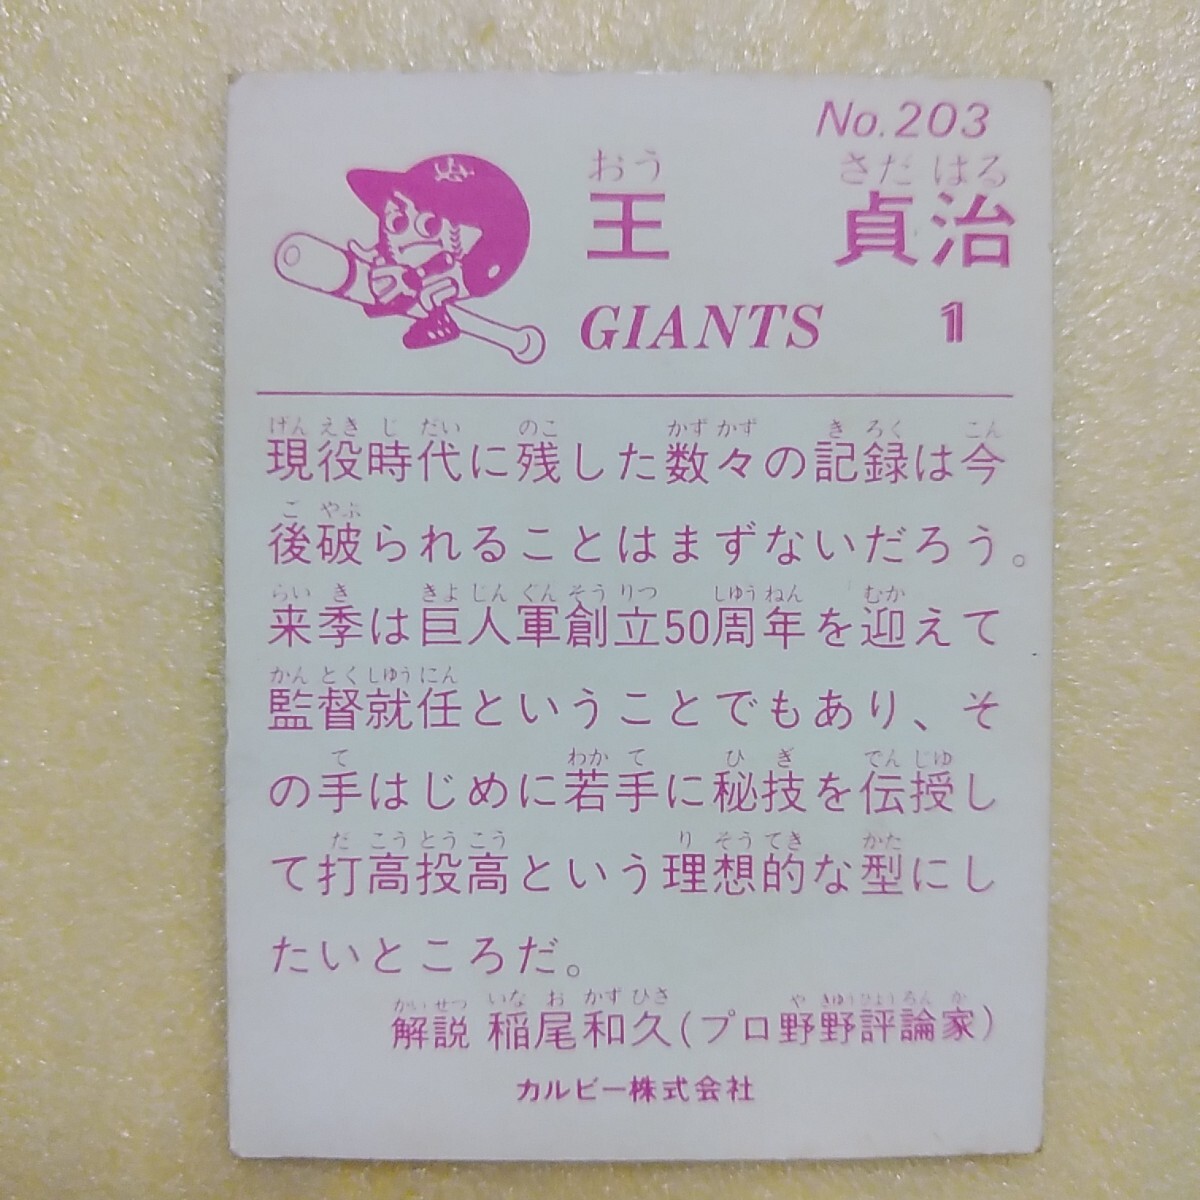 No.203
おう さだ はる
王 貞治
GIANTS 1
げん えき じ だい のこ かず かず き ろく こん
現役時代に残した数々の記録は今
ご やぶ
後破られることはまずないだろう。
らい き きよ じん ぐん そう りつ しゆう ねん むか
来季は巨人軍創立50周年を迎えて
かん とく しゆう にん
監督就任ということでもあり、そ
て わか て ひ ぎ でん じゆ
の手はじめに若手に秘技を伝授し
だ こう とう こう り そう てき かた
て打高投高という理想的な型にし
たいところだ。
かい せつ いな お かず ひさ や きゆう ひよう ろん か
解説 稲尾和久(プロ野野評論家)
カルビー株式会社